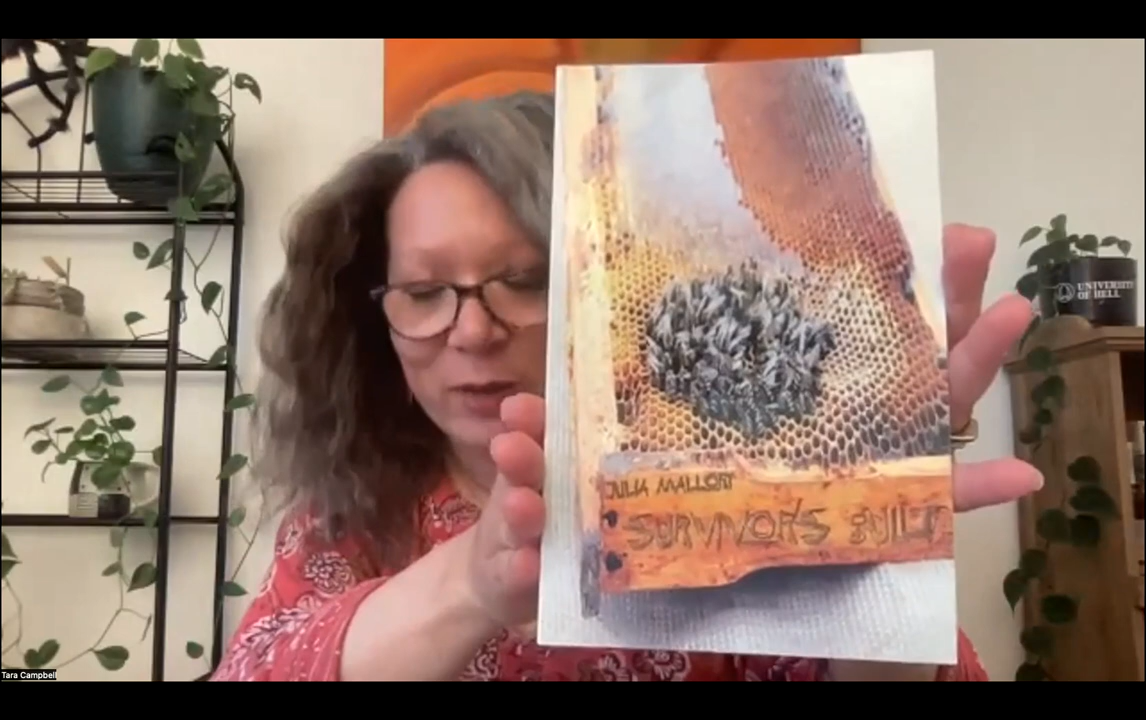 UNIVERSITY
OF HELL
JULIA MALLORY
SURVIVOR'S GUILT
Tara Campbell